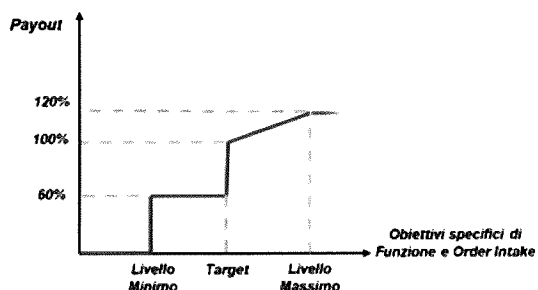 Payout
120%
100%
60%
Obiettivi specifici di
Funzione e Order Intake
Livello
Minimo
Target
Livello
Massimo